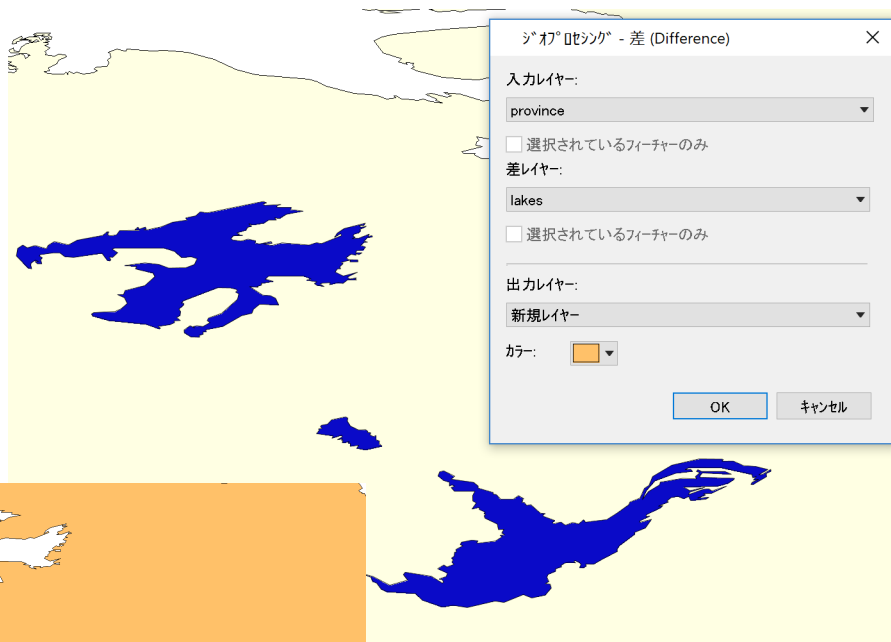 ｼﾞｵﾌﾟﾛｾｼﾝｸﾞ - 差 (Difference)
入力レイヤー:
province
選択されているフィーチャーのみ
差レイヤー:
lakes
選択されているフィーチャーのみ
出力レイヤー:
新規レイヤー
カラー:
OK
キャンセル